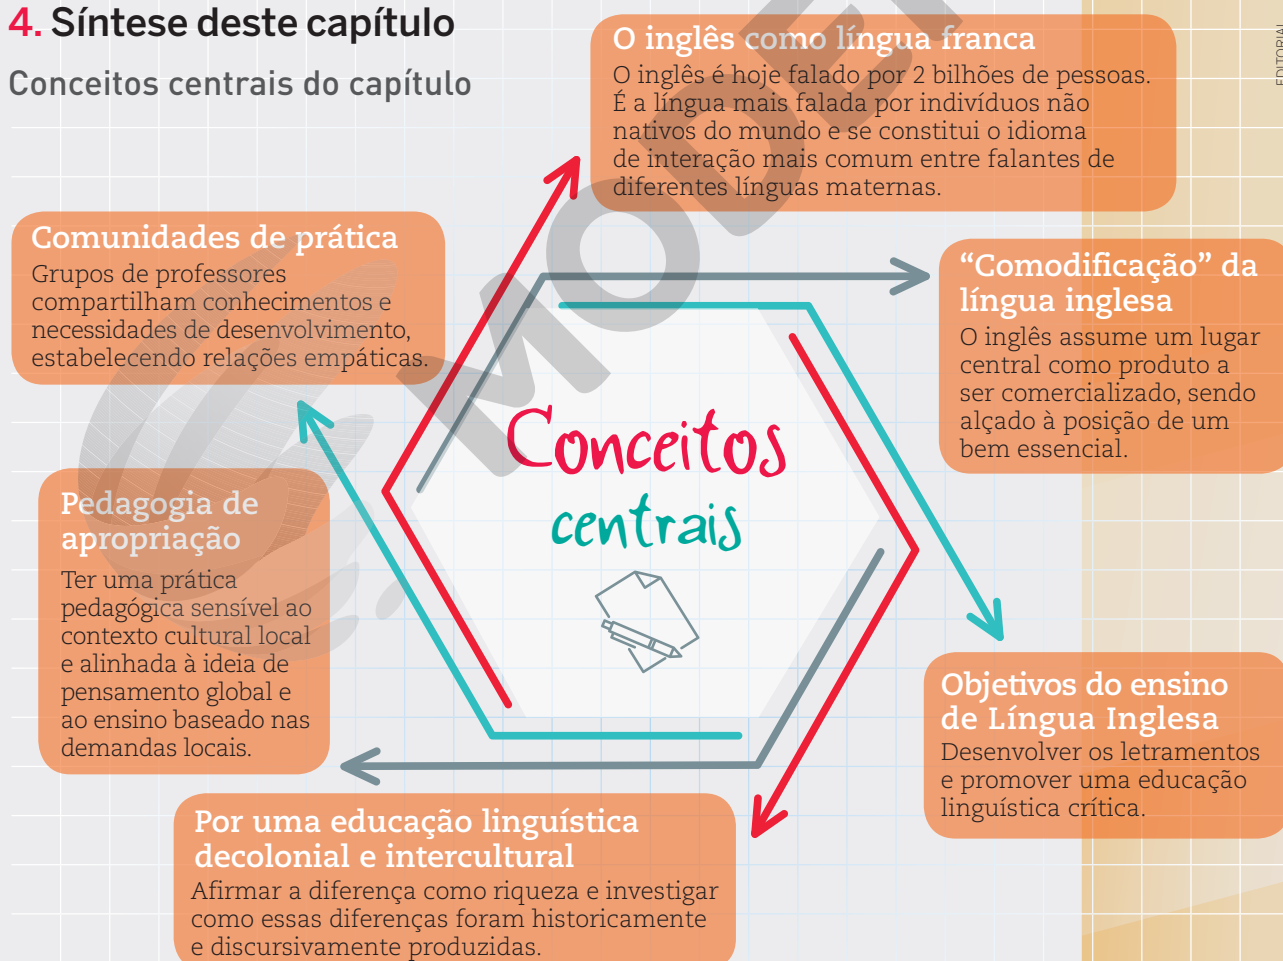 4. Síntese deste capítulo
Conceitos centrais do capítulo
O inglês como língua franca
O inglês é hoje falado por 2 bilhões de pessoas.
É a língua mais falada por indivíduos não
nativos do mundo e se constitui o idioma
de interação mais comum entre falantes de
diferentes línguas maternas.
“Comodificação” da
língua inglesa
O inglês assume um lugar
central como produto a
ser comercializado, sendo
alçado à posição de um
bem essencial.
Objetivos do ensino
de Língua Inglesa
Desenvolver os letramentos
e promover uma educação
linguística crítica.
Por uma educação linguística
decolonial e intercultural
Afirmar a diferença como riqueza e investigar
como essas diferenças foram historicamente
e discursivamente produzidas.
Pedagogia de
apropriação
Ter uma prática
pedagógica sensível ao
contexto cultural local
e alinhada à ideia de
pensamento global e
ao ensino baseado nas
demandas locais.
Comunidades de prática
Grupos de professores
compartilham conhecimentos e
necessidades de desenvolvimento,
estabelecendo relações empáticas.
Conceitos
centrais
EDITORIAL